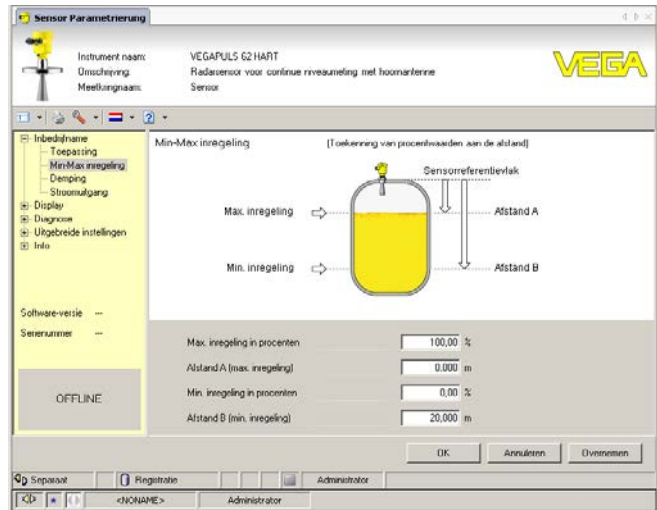 Sensor Parametrierung
Instrument naam: VEGAPULS 62 HART
Omschrijving: Radarsensor voor continue niveaumeting met hoornantenne
Meetkringnaam: Sensor
VEGA
Inbedrijfname
Toepassing
Min-Max inregeling
Demping
Stroomuitgang
Display
Diagnose
Uitgebreide instellingen
Info
Software-versie ---
Serienummer ---
OFFLINE
Min-Max inregeling (Toekenning van procentwaarden aan de afstand)
Sensorreferentievlak
Max. inregeling Afstand A
Min. inregeling Afstand B
Max. inregeling in procenten 100,00 %
Afstand A (max. inregeling) 0.000 m
Min. inregeling in procenten 0,00 %
Afstand B (min. inregeling) 20,000 m
OK Annuleren Overnemen
Separaat Registratie Administrator
<NONAME> Administrator